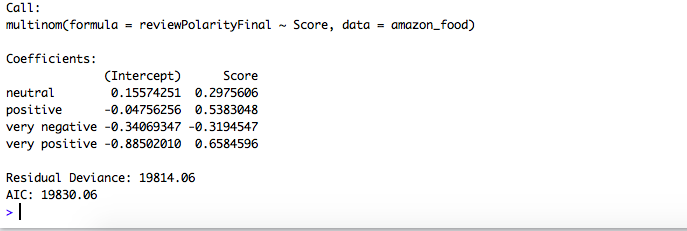 Call:
multinom(formula = reviewPolarityFinal ~ Score, data = amazon_food)
Coefficients:
(Intercept) Score
neutral 0.15574251 0.2975606
positive -0.04756256 0.5383048
very negative -0.34069347 -0.3194547
very positive -0.88502010 0.6584596
Residual Deviance: 19814.06
AIC: 19830.06
>